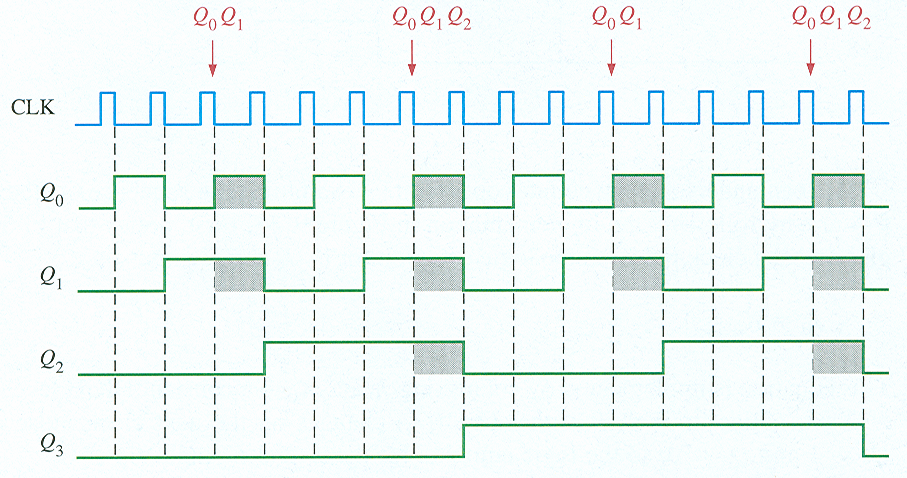 Q₀ Q₁ Q₀ Q₁ Q₂ Q₀ Q₁ Q₀ Q₁ Q₂
CLK
Q₀
Q₁
Q₂
Q₃